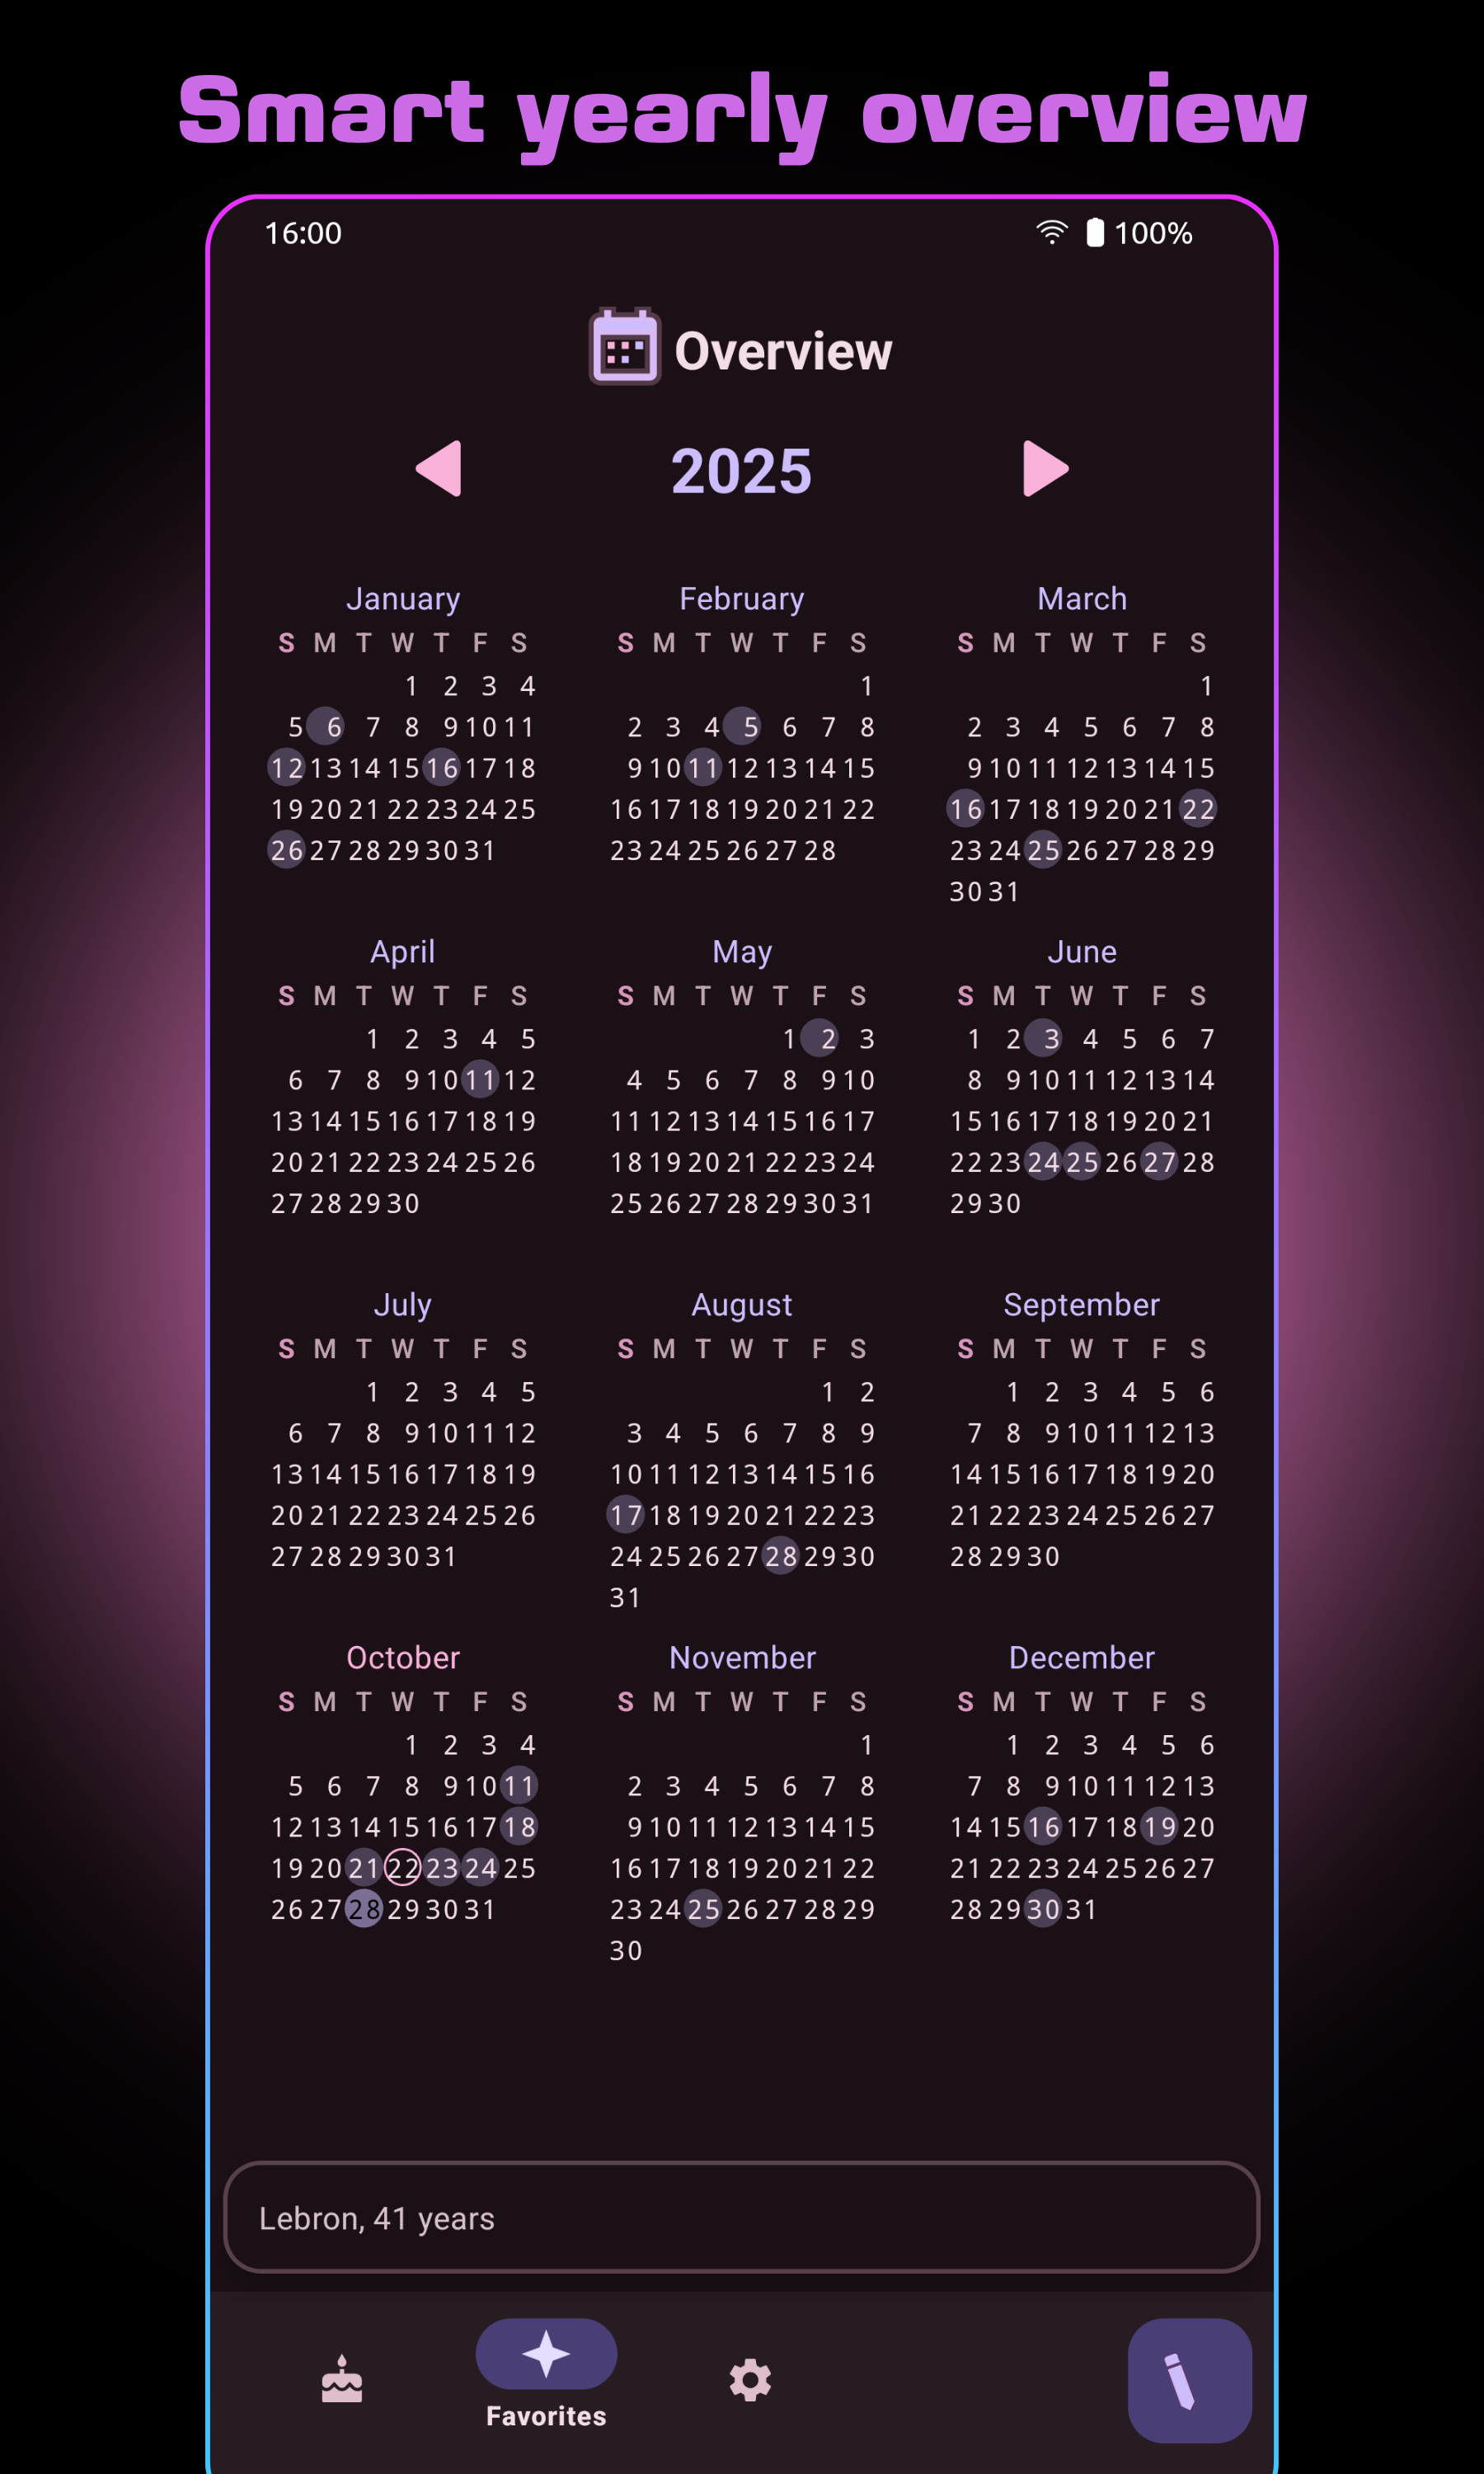 Smart yearly overview
16:00 100%
Overview
2025
January February March
S M T W T F S S M T W T F S S M T W T F S
1 2 3 4 1 1
5 6 7 8 9 10 11 2 3 4 5 6 7 8 2 3 4 5 6 7 8
12 13 14 15 16 17 18 9 10 11 12 13 14 15 9 10 11 12 13 14 15
19 20 21 22 23 24 25 16 17 18 19 20 21 22 16 17 18 19 20 21 22
26 27 28 29 30 31 23 24 25 26 27 28 23 24 25 26 27 28 29
30 31
April May June
S M T W T F S S M T W T F S S M T W T F S
1 2 3 4 5 1 2 3 1 2 3 4 5 6 7
6 7 8 9 10 11 12 4 5 6 7 8 9 10 8 9 10 11 12 13 14
13 14 15 16 17 18 19 11 12 13 14 15 16 17 15 16 17 18 19 20 21
20 21 22 23 24 25 26 18 19 20 21 22 23 24 22 23 24 25 26 27 28
27 28 29 30 25 26 27 28 29 30 31 29 30
July August September
S M T W T F S S M T W T F S S M T W T F S
1 2 3 4 5 1 2 1 2 3 4 5 6
6 7 8 9 10 11 12 3 4 5 6 7 8 9 7 8 9 10 11 12 13
13 14 15 16 17 18 19 10 11 12 13 14 15 16 14 15 16 17 18 19 20
20 21 22 23 24 25 26 17 18 19 20 21 22 23 21 22 23 24 25 26 27
27 28 29 30 31 24 25 26 27 28 29 30 28 29 30
31
October November December
S M T W T F S S M T W T F S S M T W T F S
1 2 3 4 1 1 2 3 4 5 6
5 6 7 8 9 10 11 2 3 4 5 6 7 8 7 8 9 10 11 12 13
12 13 14 15 16 17 18 9 10 11 12 13 14 15 14 15 16 17 18 19 20
19 20 21 22 23 24 25 16 17 18 19 20 21 22 21 22 23 24 25 26 27
26 27 28 29 30 31 23 24 25 26 27 28 29 28 29 30 31
30
Lebron, 41 years
Favorites